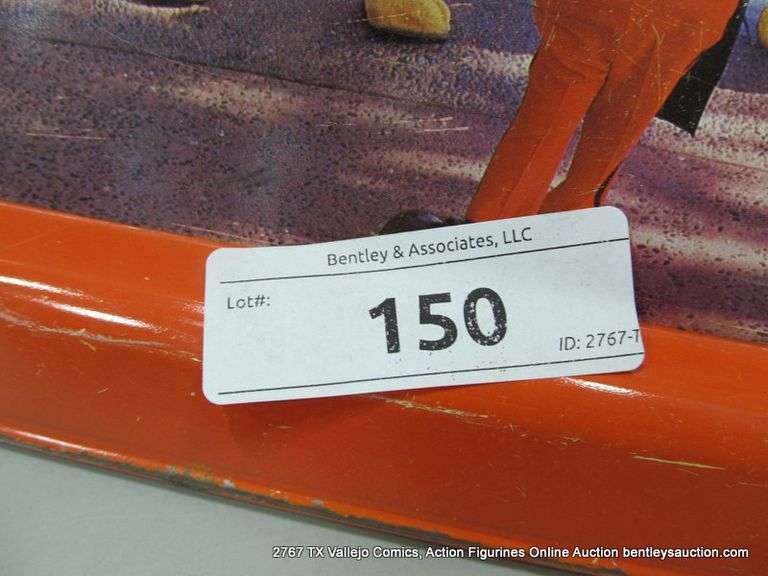 Bentley & Associates, LLC
Lot#:
150
ID: 2767-T
2767 TX Vallejo Comics, Action Figurines Online Auction bentleysauction.com